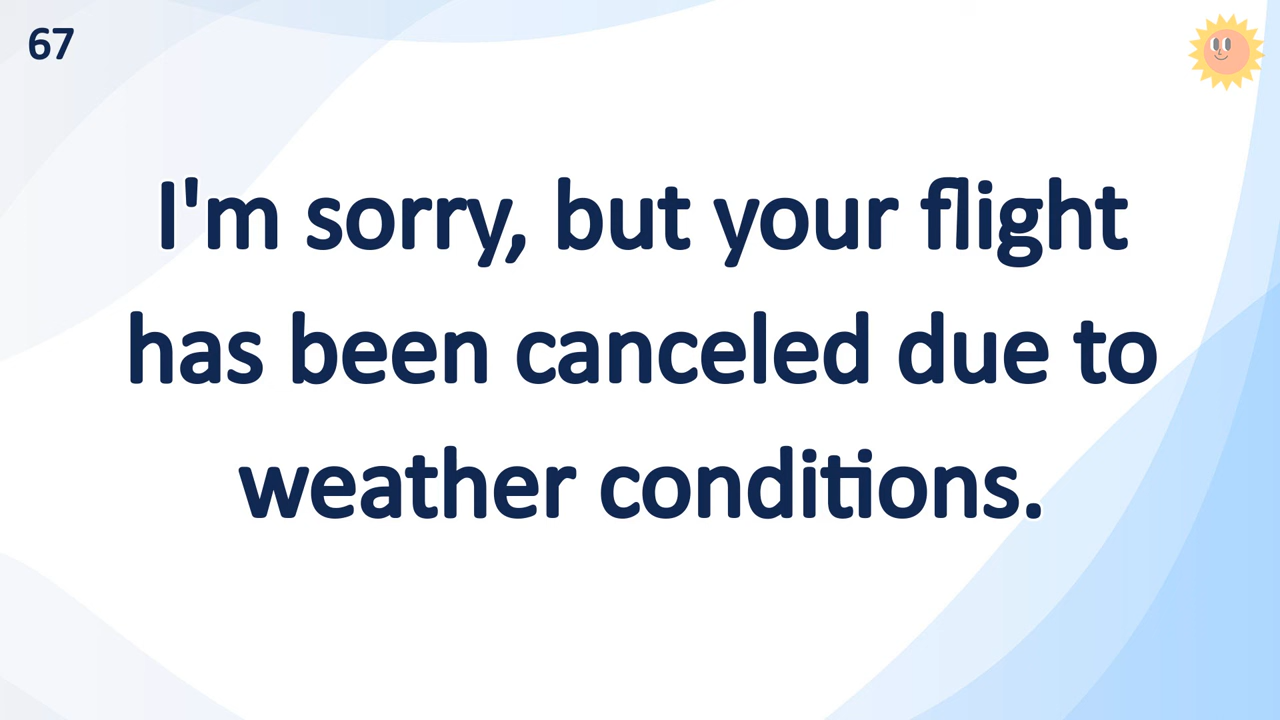 67
I'm sorry, but your flight
has been canceled due to
weather conditions.